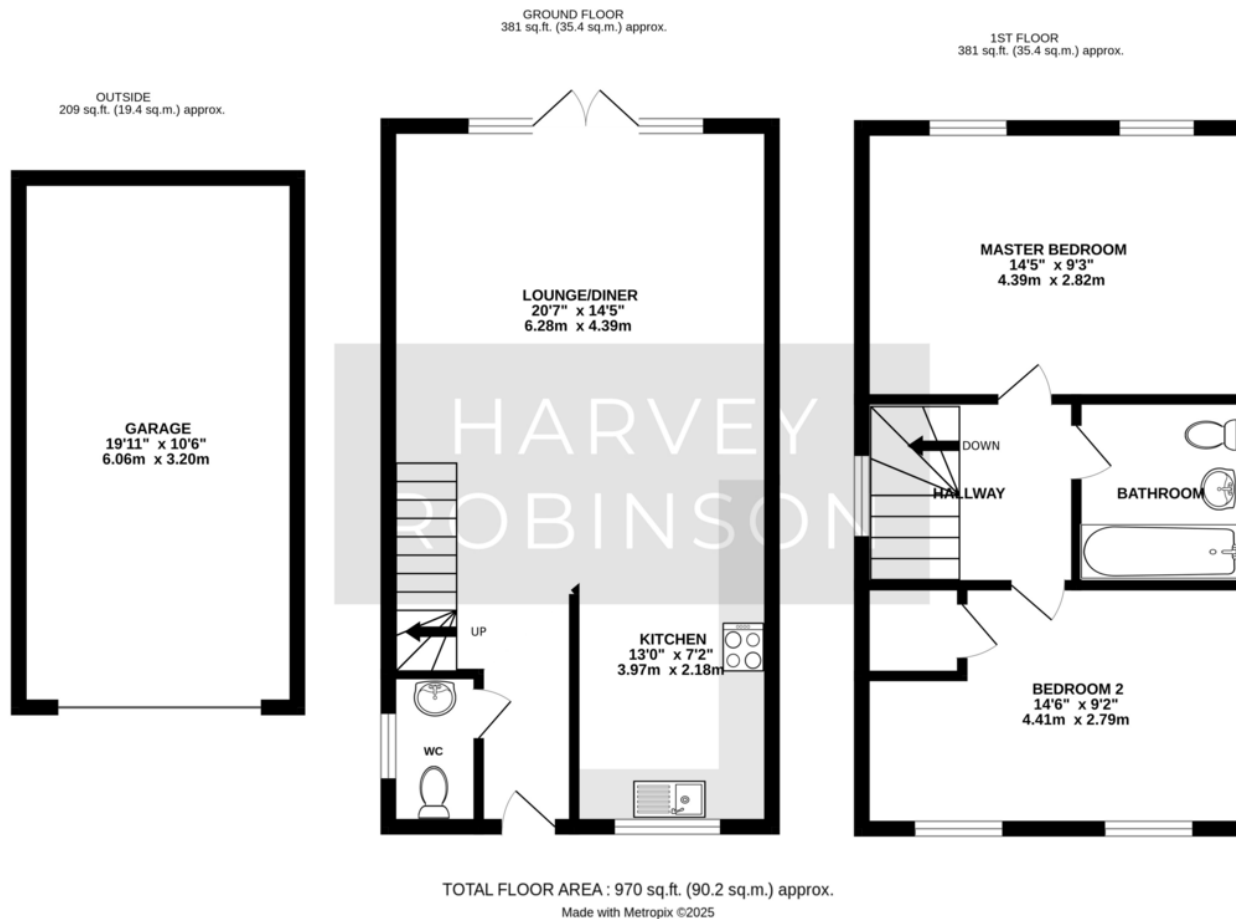 GROUND FLOOR
381 sq.ft. (35.4 sq.m.) approx.
1ST FLOOR
381 sq.ft. (35.4 sq.m.) approx.
OUTSIDE
209 sq.ft. (19.4 sq.m.) approx.
GARAGE
19'11" x 10'6"
6.06m x 3.20m
LOUNGE/DINER
20'7" x 14'5"
6.28m x 4.39m
HARVEY
ROBINSON
UP
KITCHEN
13'0" x 7'2"
3.97m x 2.18m
WC
MASTER BEDROOM
14'5" x 9'3"
4.39m x 2.82m
DOWN
HALLWAY
BATHROOM
BEDROOM 2
14'6" x 9'2"
4.41m x 2.79m
TOTAL FLOOR AREA : 970 sq.ft. (90.2 sq.m.) approx.
Made with Metropix ©2025